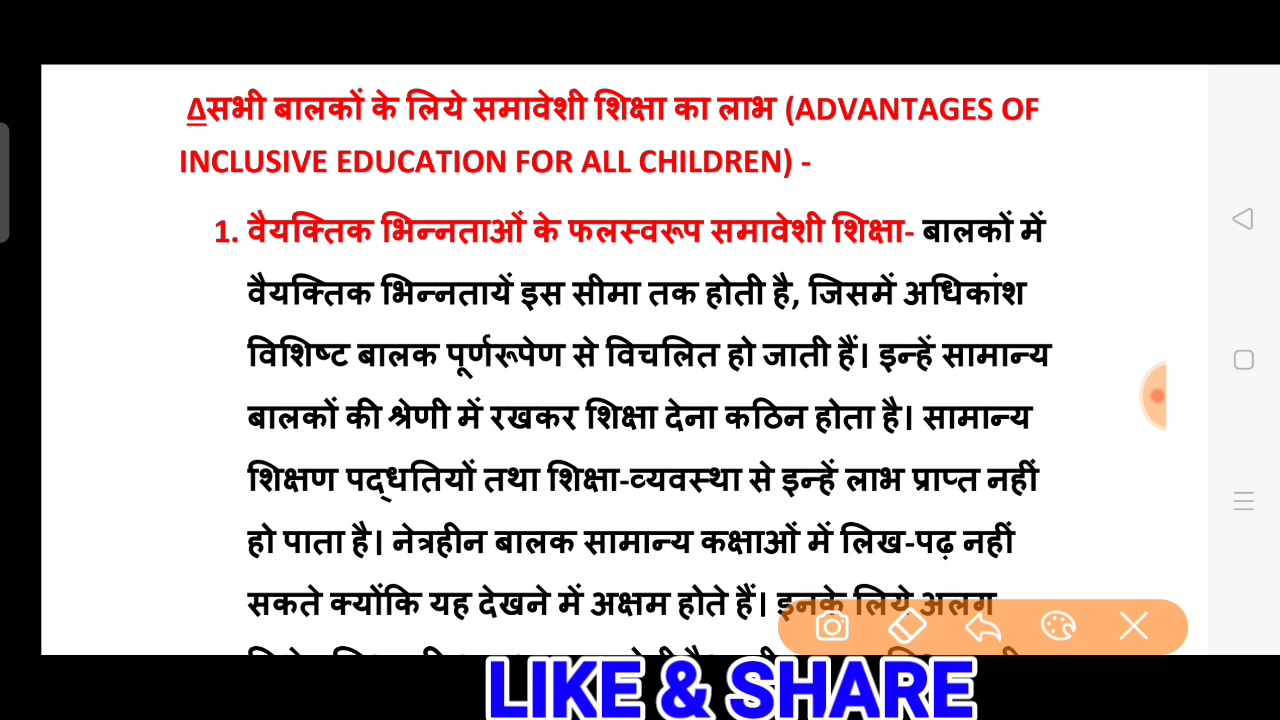 Δसभी बालकों के लिये समावेशी शिक्षा का लाभ (ADVANTAGES OF
INCLUSIVE EDUCATION FOR ALL CHILDREN) -
1. वैयक्तिक भिन्नताओं के फलस्वरूप समावेशी शिक्षा- बालकों में
वैयक्तिक भिन्नतायें इस सीमा तक होती है, जिसमें अधिकांश
विशिष्ट बालक पूर्णरूपेण से विचलित हो जाती हैं। इन्हें सामान्य
बालकों की श्रेणी में रखकर शिक्षा देना कठिन होता है। सामान्य
शिक्षण पद्धतियों तथा शिक्षा-व्यवस्था से इन्हें लाभ प्राप्त नहीं
हो पाता है। नेत्रहीन बालक सामान्य कक्षाओं में लिख-पढ़ नहीं
सकते क्योंकि यह देखने में अक्षम होते हैं। इनके लिये अलग
LIKE & SHARE